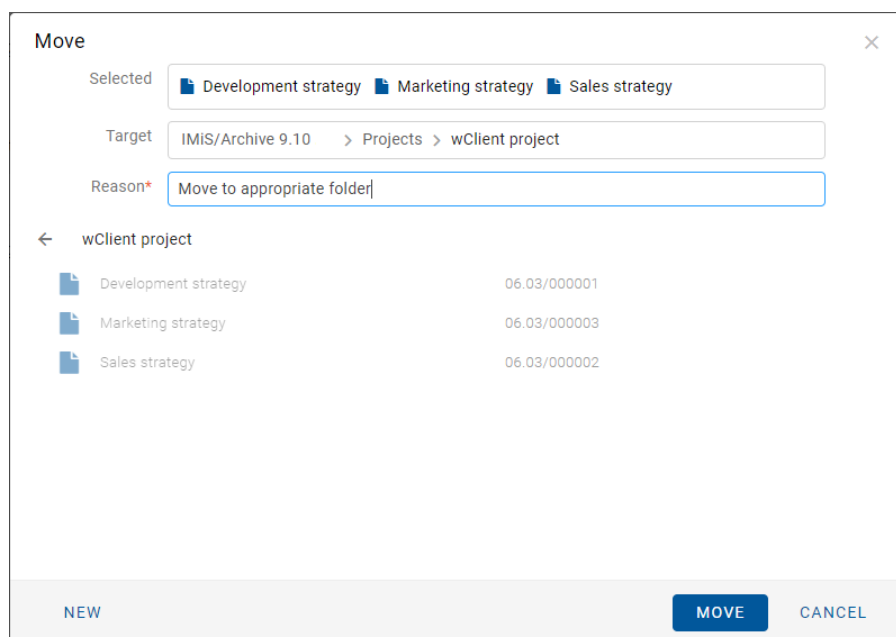 Move
Selected Development strategy Marketing strategy Sales strategy
Target IMiS/Archive 9.10 > Projects > wClient project
Reason* Move to appropriate folder
wClient project
Development strategy 06.03/000001
Marketing strategy 06.03/000003
Sales strategy 06.03/000002
NEW MOVE CANCEL